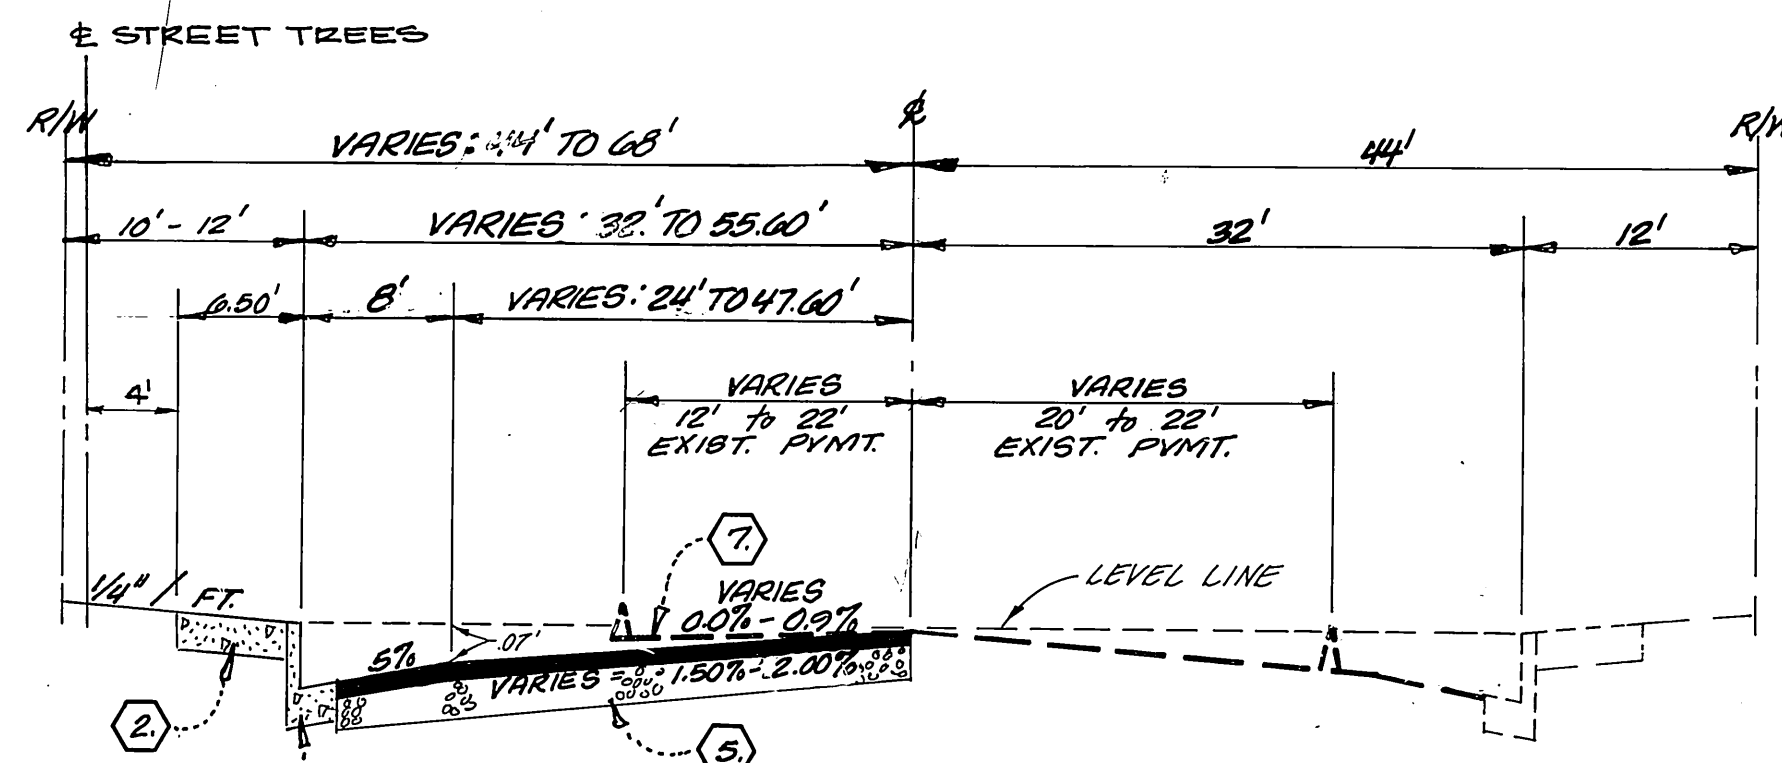 ℄ STREET TREES
R/W
℄
R/W
VARIES: 44' TO 68'
44'
10' - 12'
VARIES: 32' TO 55.60'
32'
12'
6.50'
8'
VARIES: 24' TO 47.60'
4'
VARIES
12' to 22'
EXIST. PVMT.
VARIES
20' to 22'
EXIST. PVMT.
7.
LEVEL LINE
1/4" / FT.
VARIES
0.0% - 0.9%
.07'
5%
VARIES = 1.50% - 2.00%
2.
5.